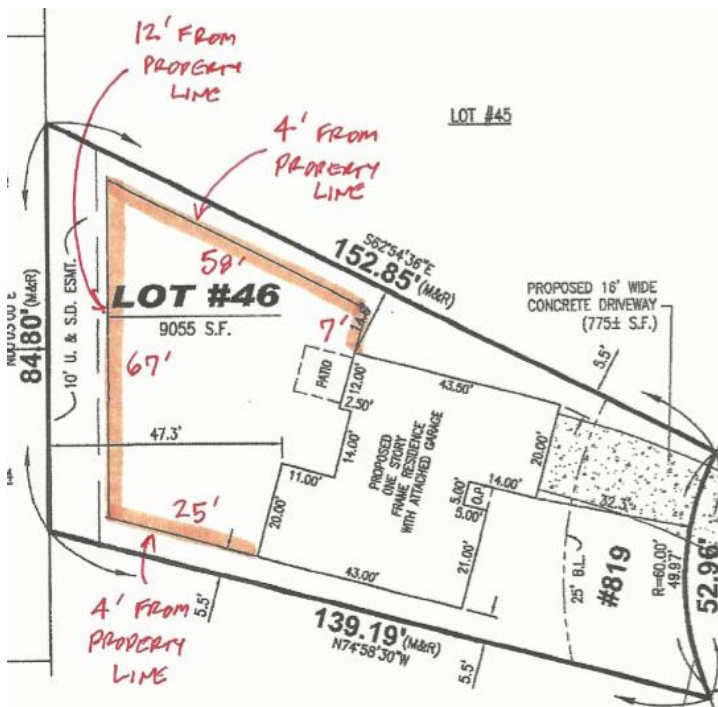 12' FROM
PROPERTY
LINE
4' FROM
PROPERTY
LINE
LOT #45
S62°54'36"E
152.85' (M&R)
58'
PROPOSED 16' WIDE
CONCRETE DRIVEWAY
(775± S.F.)
5.5'
LOT #46
9055 S.F.
84.80' (M&R)
10' U. & S.D. ESMT.
67'
7'
PATIO
12.00'
2.50'
43.50'
14.00'
47.3'
11.00'
20.00'
PROPOSED
ONE STORY
FRAME RESIDENCE
WITH ATTACHED GARAGE
20.00'
5.00'
O.P.
5.00'
14.00'
32.3'
21.00'
25'
43.00'
25' B.L.
#819
R=60.00'
49.97'
52.96'
4' FROM
PROPERTY
LINE
5.5'
139.19' (M&R)
N74°58'30"W
5.5'